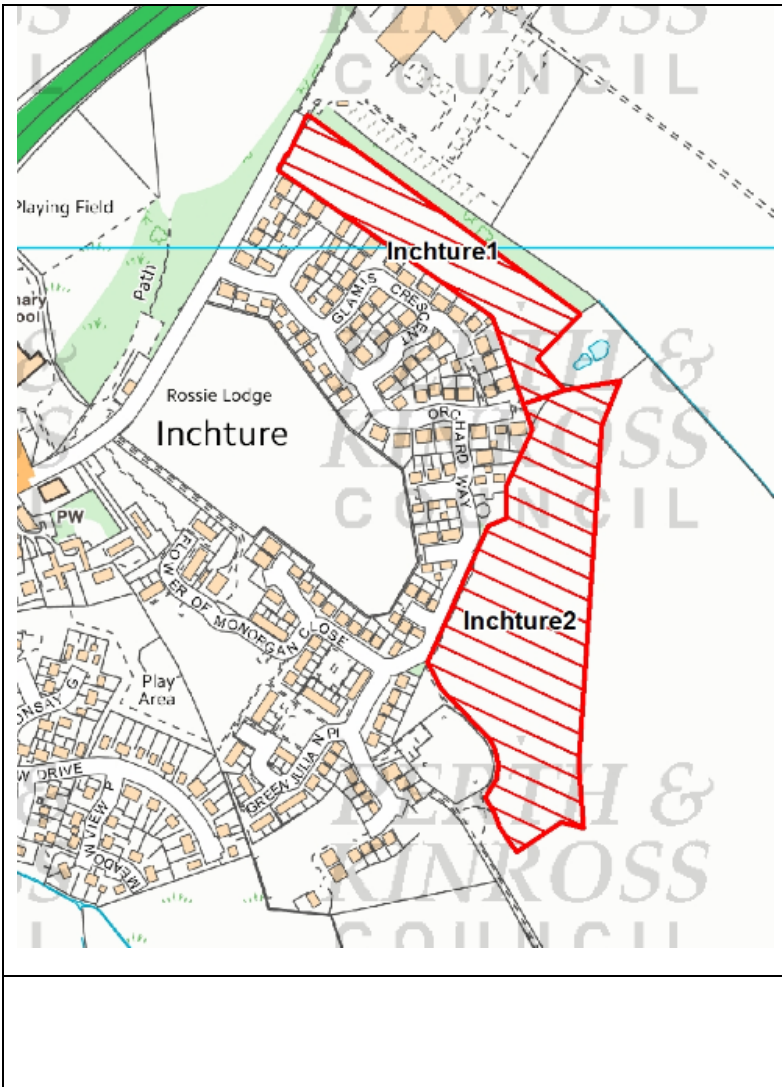 PERTH &
KINROSS
COUNCIL
Playing Field
Path
Inchture1
GLAMIS CRESCENT
Rossie Lodge
Inchture
ORCHARD WAY
PERTH &
KINROSS
COUNCIL
PW
FLOWER OF MONORGAN CLOSE
Inchture2
Play
Area
GREEN JULIAN PL
MEADOW VIEW
PERTH &
KINROSS
COUNCIL